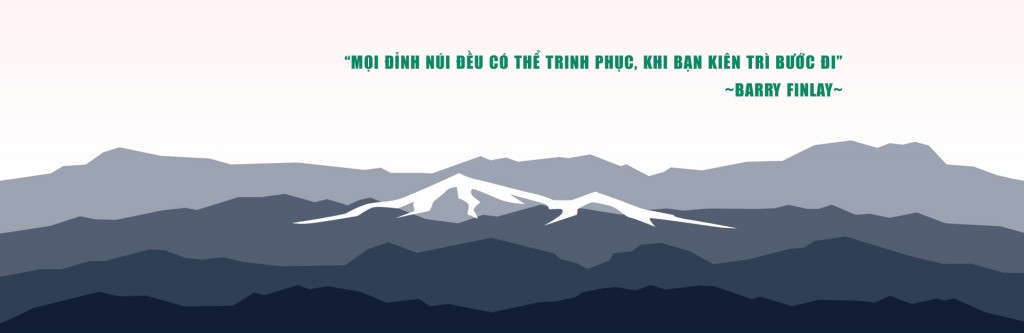 “MỌI ĐỈNH NÚI ĐỀU CÓ THỂ TRINH PHỤC, KHI BẠN KIÊN TRÌ BƯỚC ĐI”
~BARRY FINLAY~